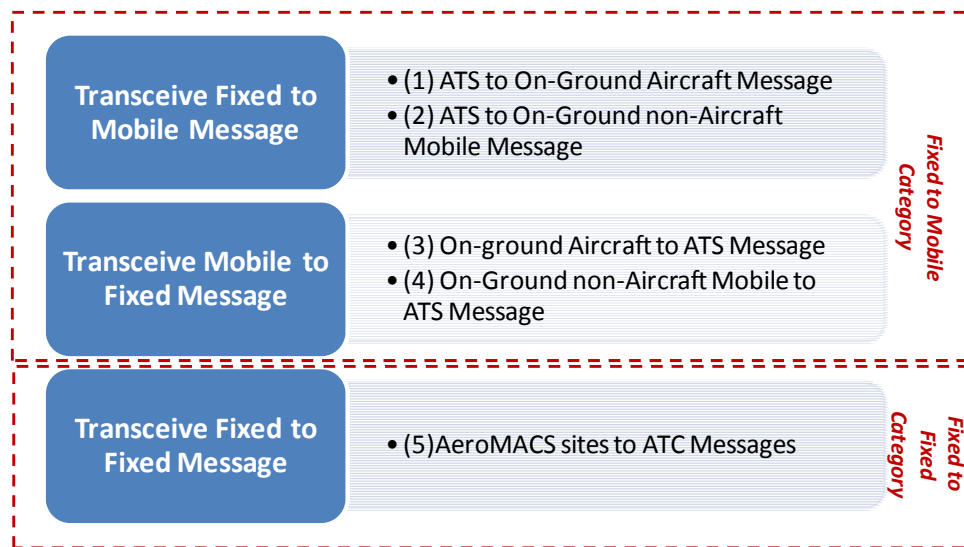 Transceive Fixed to
Mobile Message
• (1) ATS to On-Ground Aircraft Message
• (2) ATS to On-Ground non-Aircraft
Mobile Message
Transceive Mobile to
Fixed Message
• (3) On-ground Aircraft to ATS Message
• (4) On-Ground non-Aircraft Mobile to
ATS Message
Fixed to Mobile
Category
Transceive Fixed to
Fixed Message
• (5)AeroMACS sites to ATC Messages
Fixed to
Fixed
Category